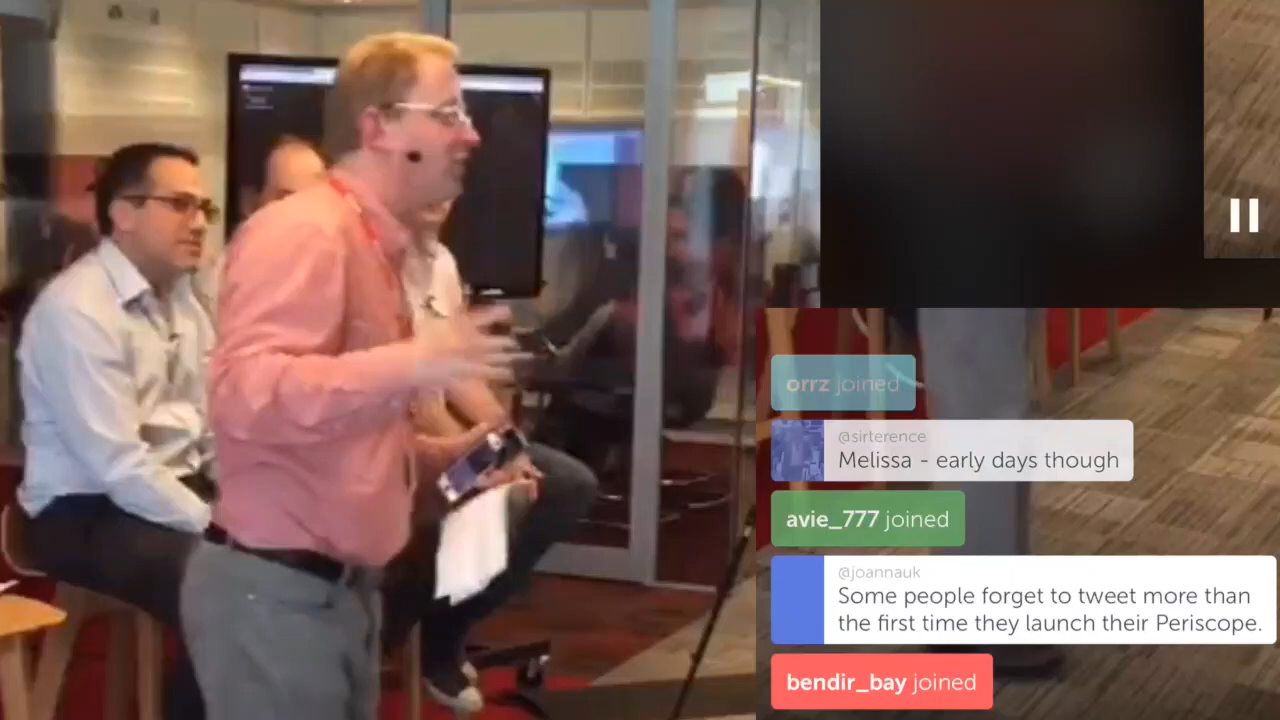 orrz joined
@sirterence
Melissa - early days though
avie_777 joined
@joannauk
Some people forget to tweet more than
the first time they launch their Periscope.
bendir_bay joined